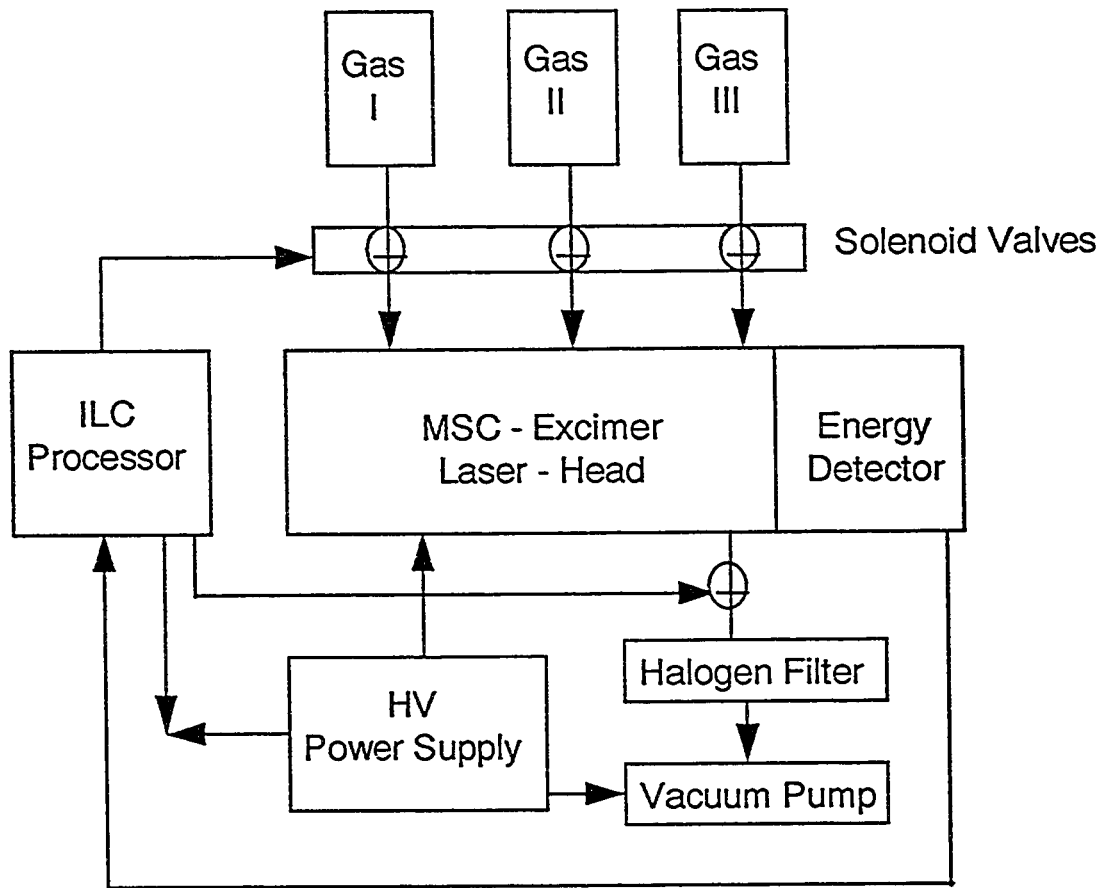 Gas
I
Gas
II
Gas
III
Solenoid Valves
ILC
Processor
MSC - Excimer
Laser - Head
Energy
Detector
HV
Power Supply
Halogen Filter
Vacuum Pump